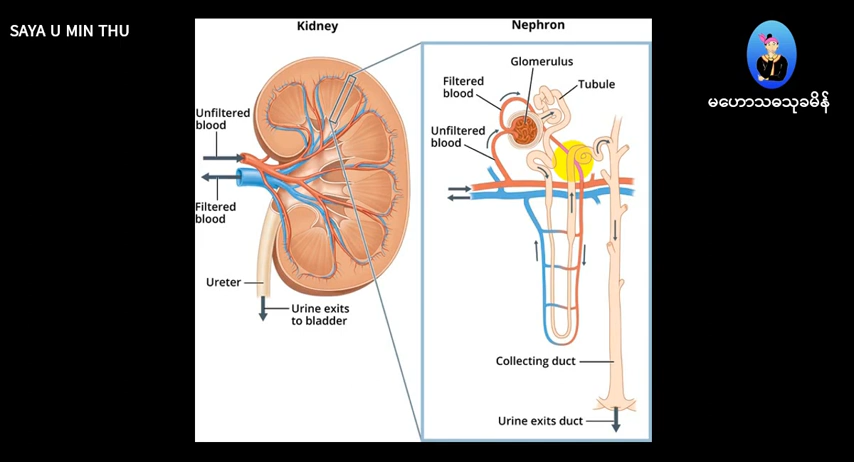 SAYA U MIN THU
Kidney
Nephron
မဟောသဓသုခမိန်
Glomerulus
Filtered
blood
Tubule
Unfiltered
blood
Unfiltered
blood
Filtered
blood
Ureter
Urine exits
to bladder
Collecting duct
Urine exits duct